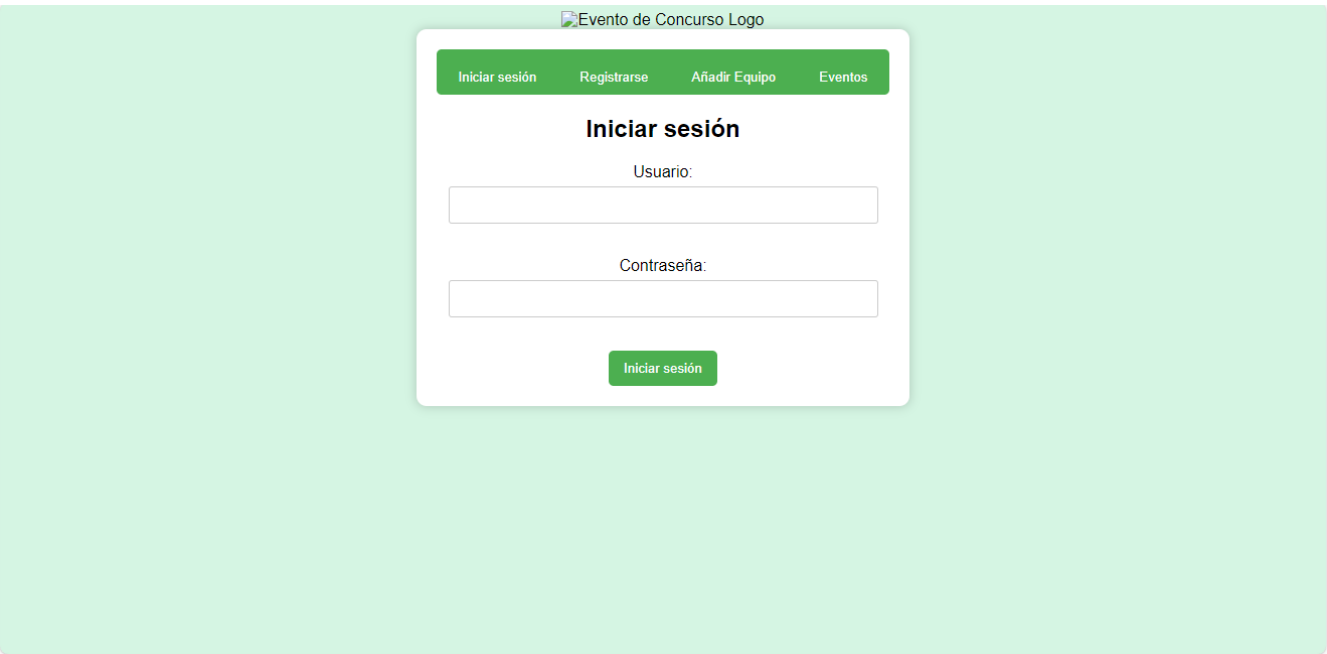 Evento de Concurso Logo
Iniciar sesión Registrarse Añadir Equipo Eventos
Iniciar sesión
Usuario:
Contraseña:
Iniciar sesión